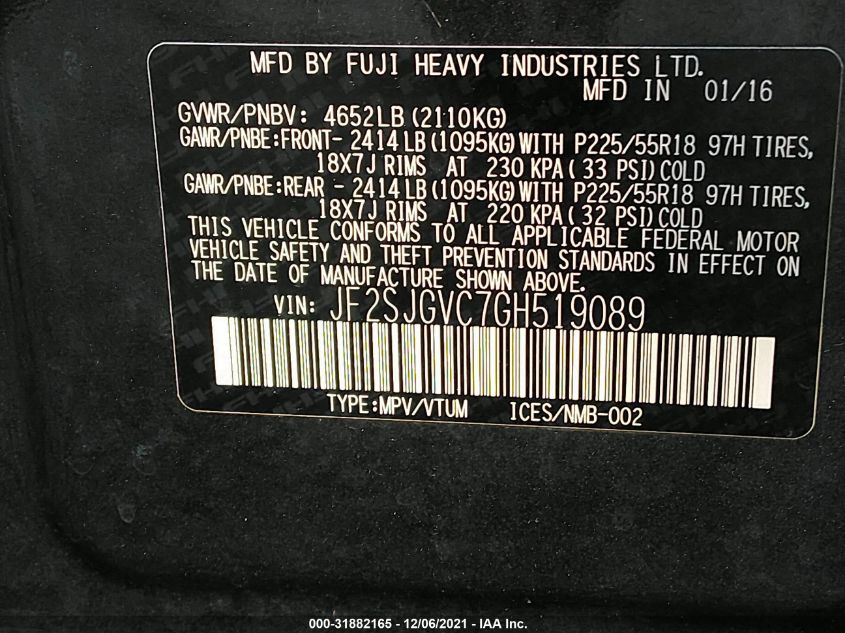 MFD BY FUJI HEAVY INDUSTRIES LTD.
MFD IN 01/16
GVWR/PNBV: 4652LB (2110KG)
GAWR/PNBE:FRONT- 2414LB (1095KG) WITH P225/55R18 97H TIRES,
18X7J RIMS AT 230 KPA (33 PSI) COLD
GAWR/PNBE:REAR - 2414LB (1095KG) WITH P225/55R18 97H TIRES,
18X7J RIMS AT 220 KPA (32 PSI) COLD
THIS VEHICLE CONFORMS TO ALL APPLICABLE FEDERAL MOTOR
VEHICLE SAFETY AND THEFT PREVENTION STANDARDS IN EFFECT ON
THE DATE OF MANUFACTURE SHOWN ABOVE.
VIN: JF2SJGVC7GH519089
TYPE:MPV/VTUM ICES/NMB-002
000-31882165 - 12/06/2021 - IAA Inc.